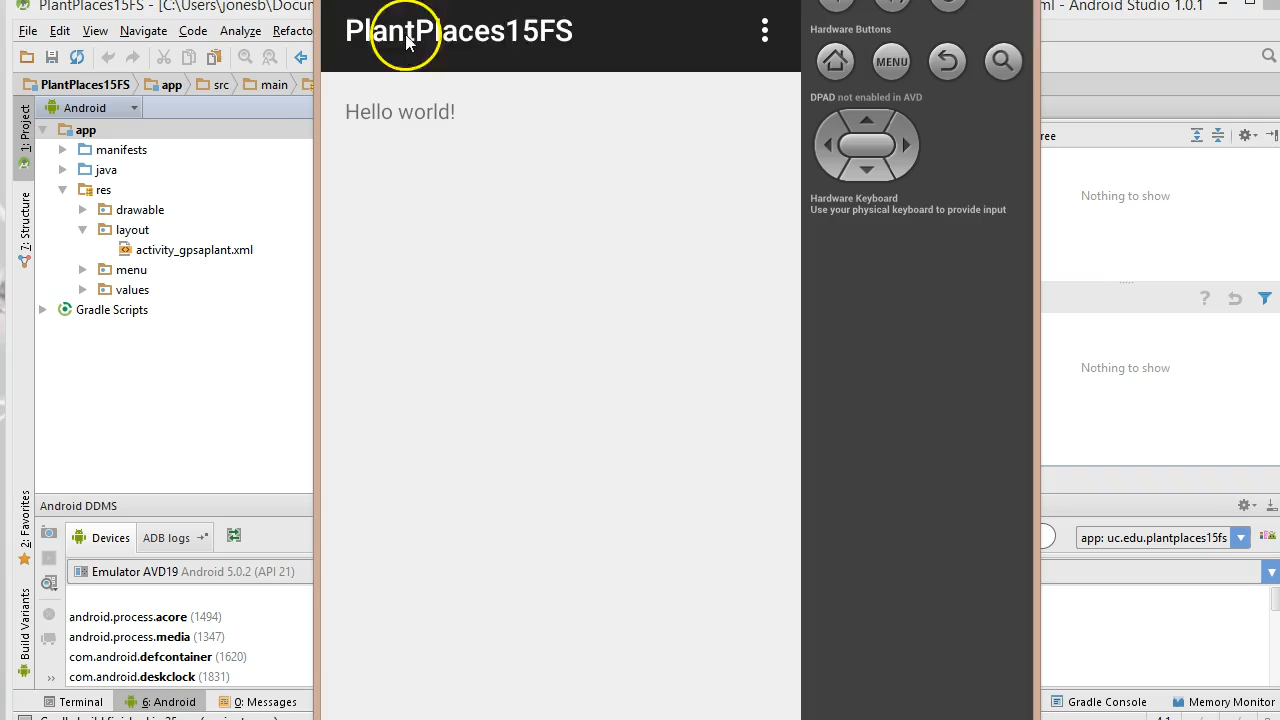 PlantPlaces15FS - [C:\Users\jonesb\Docum
ml - Android Studio 1.0.1
File Edit View Navigate Code Analyze Refacto
PlantPlaces15FS app src main
Android
1: Project
app
manifests
java
res
drawable
layout
activity_gpsaplant.xml
menu
values
Gradle Scripts
7: Structure
PlantPlaces15FS
Hello world!
Hardware Buttons
MENU
DPAD not enabled in AVD
Hardware Keyboard
Use your physical keyboard to provide input
ree
Nothing to show
?
Nothing to show
2: Favorites
Build Variants
Android DDMS
Devices ADB logs
Emulator AVD19 Android 5.0.2 (API 21)
android.process.acore (1494)
android.process.media (1347)
com.android.defcontainer (1620)
com.android.deskclock (1831)
app: uc.edu.plantplaces15fs
Terminal 6: Android 0: Messages
Gradle Console Memory Monitor